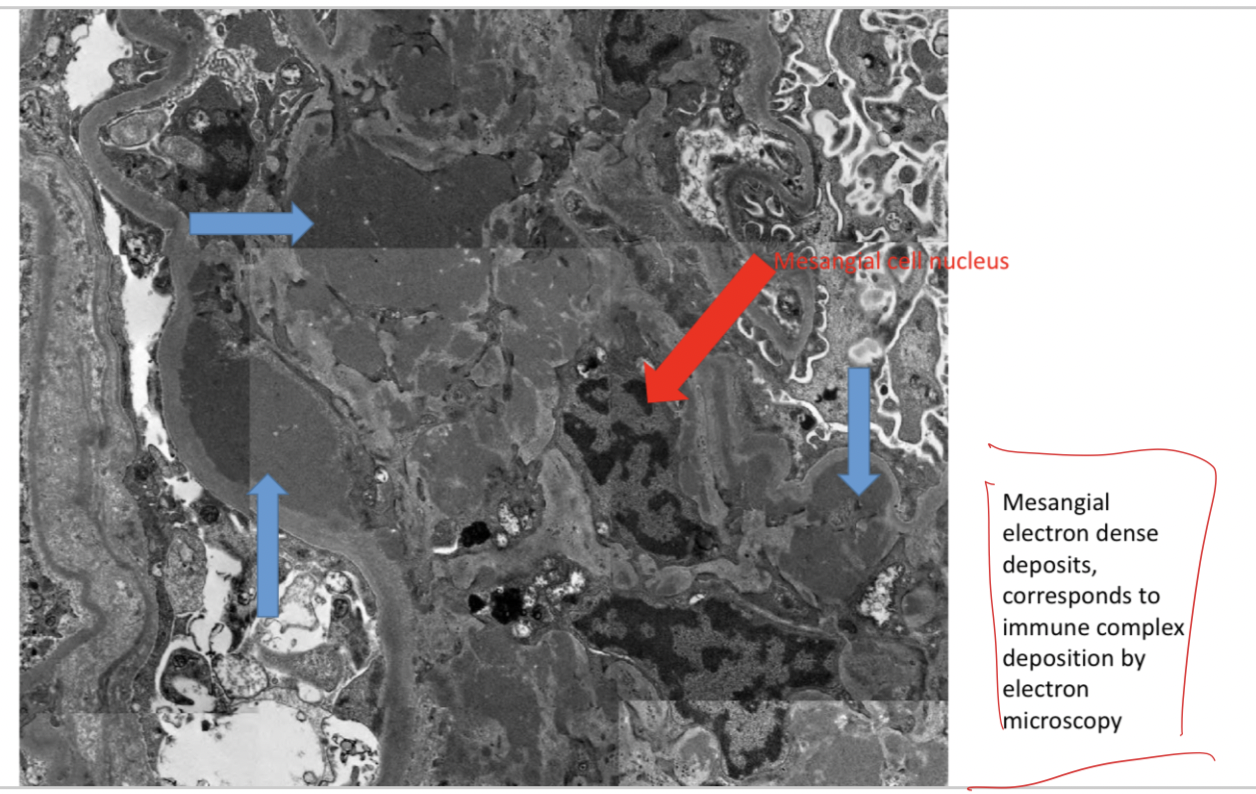 Mesangial cell nucleus
Mesangial
electron dense
deposits,
corresponds to
immune complex
deposition by
electron
microscopy